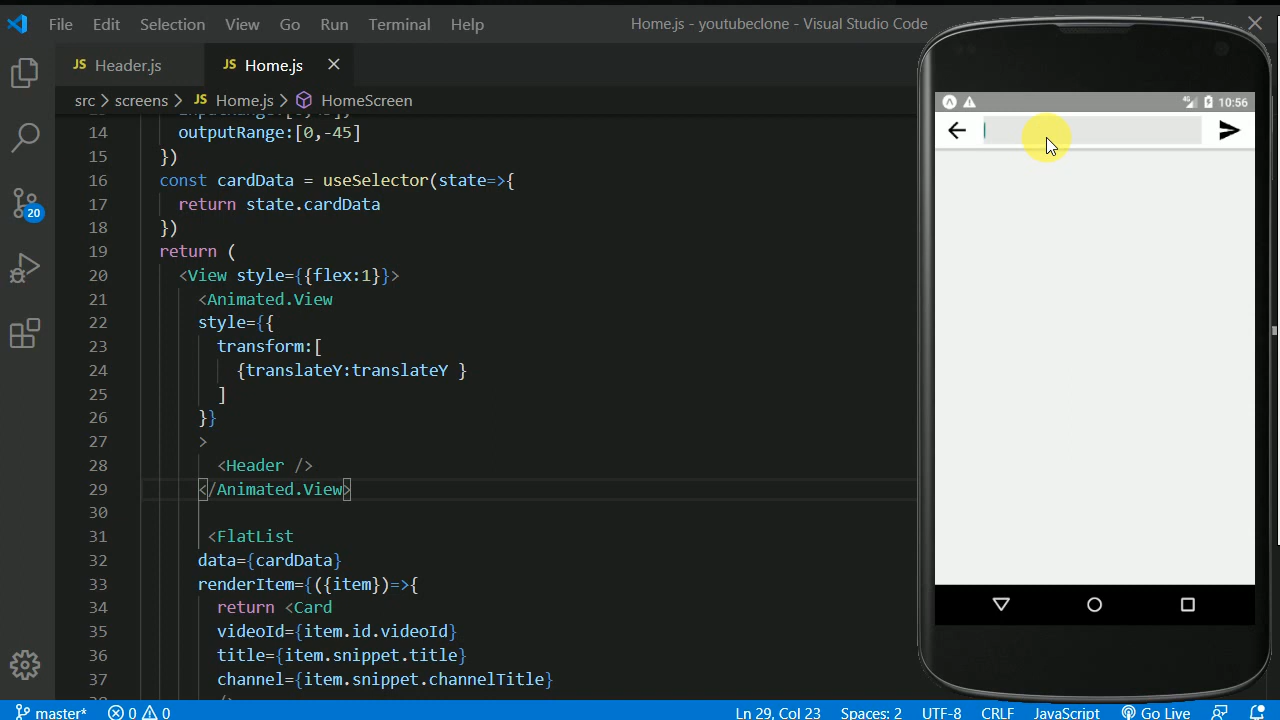 File Edit Selection View Go Run Terminal Help Home.js - youtubeclone - Visual Studio Code
JS Header.js JS Home.js
src > screens > JS Home.js > HomeScreen
14 outputRange:[0,-45]
15 })
16 const cardData = useSelector(state=>{
17 return state.cardData
18 })
19 return (
20 <View style={{flex:1}}>
21 <Animated.View
22 style={{
23 transform:[
24 {translateY:translateY }
25 ]
26 }}
27 >
28 <Header />
29 </Animated.View>
30
31 <FlatList
32 data={cardData}
33 renderItem={({item})=>{
34 return <Card
35 videoId={item.id.videoId}
36 title={item.snippet.title}
37 channel={item.snippet.channelTitle}
20
4G 10:56
master* 0 0 Ln 29, Col 23 Spaces: 2 UTF-8 CRLF JavaScript Go Live